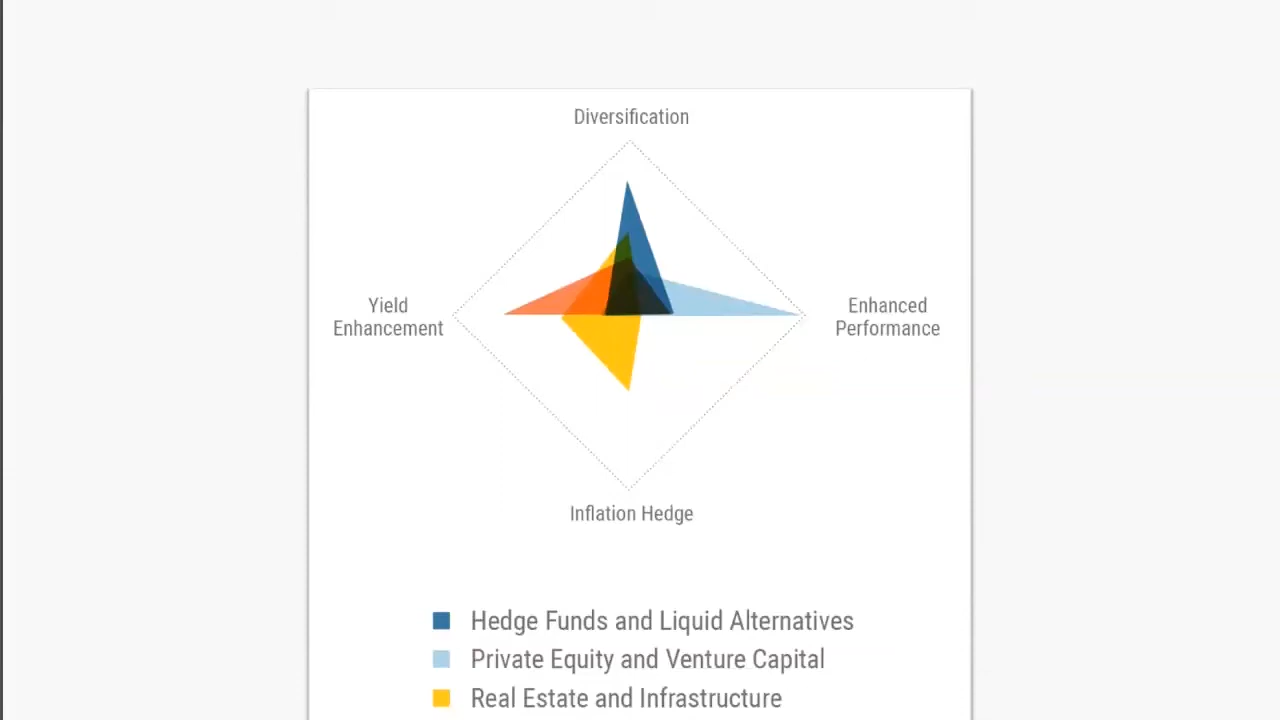 Diversification
Yield
Enhancement
Enhanced
Performance
Inflation Hedge
Hedge Funds and Liquid Alternatives
Private Equity and Venture Capital
Real Estate and Infrastructure